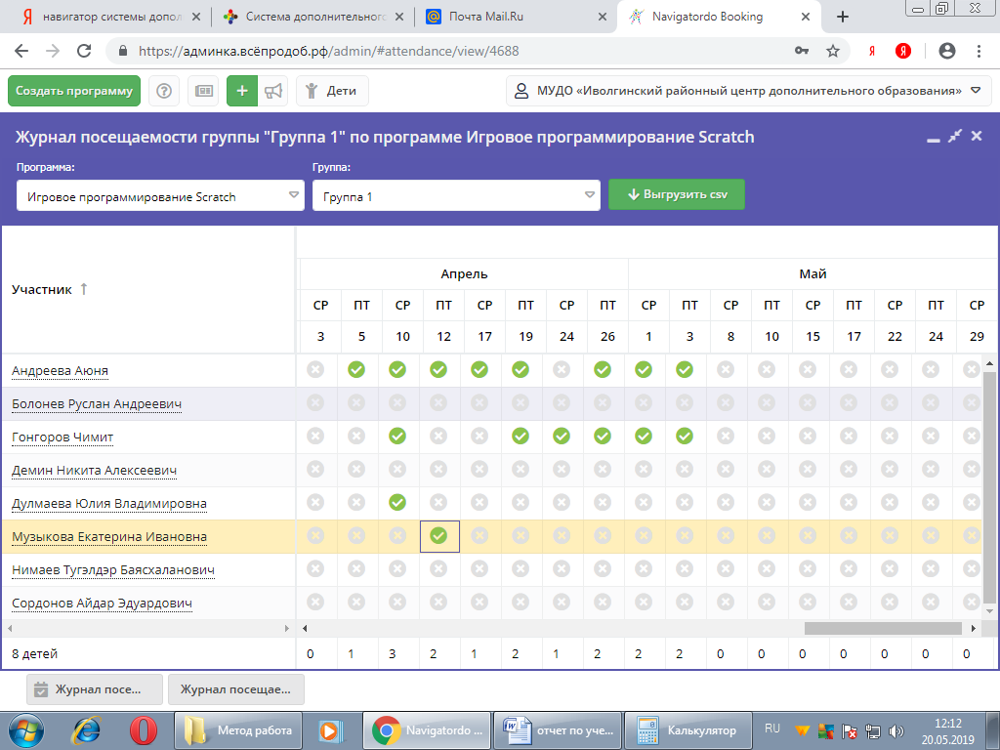 навигатор системы допол
Система дополнительного
Почта Mail.Ru
Navigatordo Booking
https://админка.всёпродоб.рф/admin/#attendance/view/4688
Создать программу
Дети
МУДО «Иволгинский районный центр дополнительного образования»
Журнал посещаемости группы "Группа 1" по программе Игровое программирование Scratch
Программа: Группа:
Игровое программирование Scratch Группа 1 Выгрузить csv
Апрель Май
Участник ↑
СР ПТ СР ПТ СР ПТ СР ПТ СР ПТ СР ПТ СР ПТ СР ПТ СР
3 5 10 12 17 19 24 26 1 3 8 10 15 17 22 24 29
Андреева Аюня
Болонев Руслан Андреевич
Гонгоров Чимит
Демин Никита Алексеевич
Дулмаева Юлия Владимировна
Музыкова Екатерина Ивановна
Нимаев Тугэлдэр Баясхаланович
Сордонов Айдар Эдуардович
8 детей 0 1 3 2 1 2 1 2 2 2 0 0 0 0 0 0 0
Журнал посе... Журнал посещае...
Метод работа
Navigatordo ...
отчет по уче...
Калькулятор
RU
12:12
20.05.2019